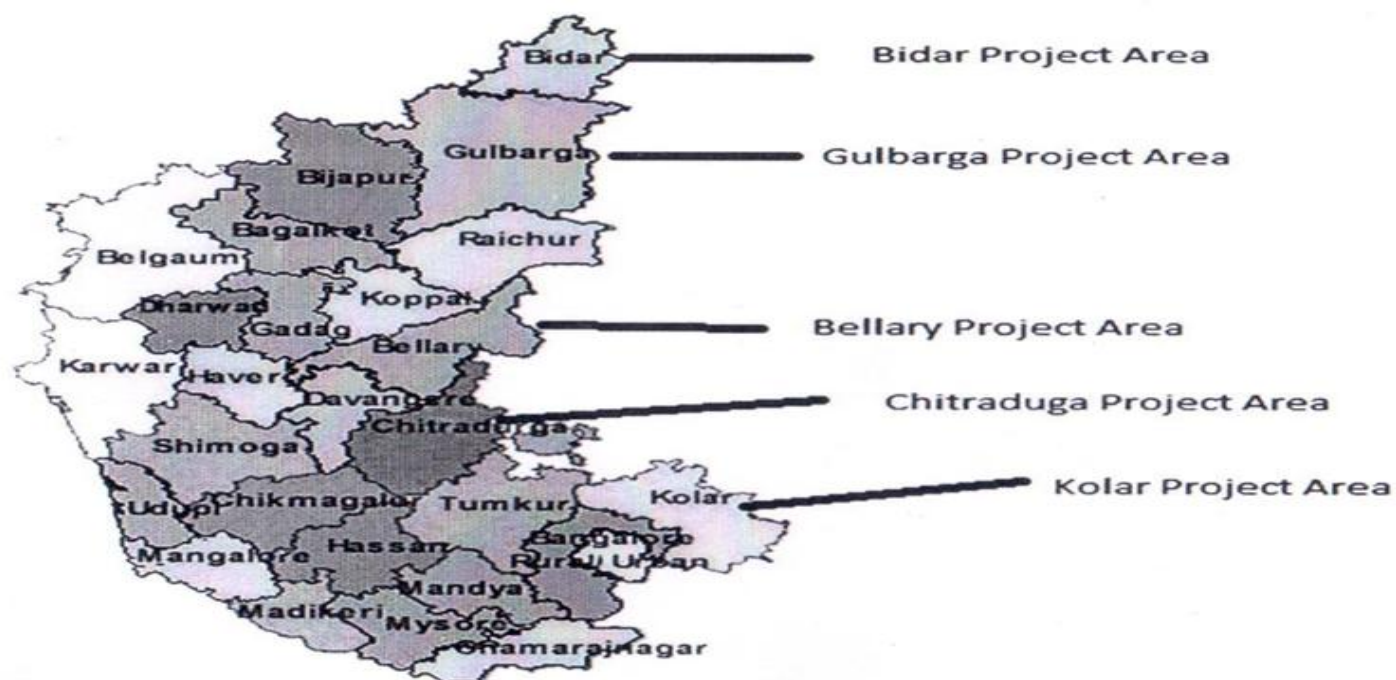 Bidar
Bidar Project Area
Gulbarga
Gulbarga Project Area
Bijapur
Bagalkot
Raichur
Belgaum
Dharwad
Koppal
Gadag
Bellary
Bellary Project Area
Karwar
Haveri
Davangere
Chitradurga
Chitraduga Project Area
Shimoga
Chikmagalor
Tumkur
Kolar
Kolar Project Area
Udupi
Hassan
Bangalore
Rural/ Urban
Mangalore
Mandya
Madikeri
Mysore
Chamarajnagar